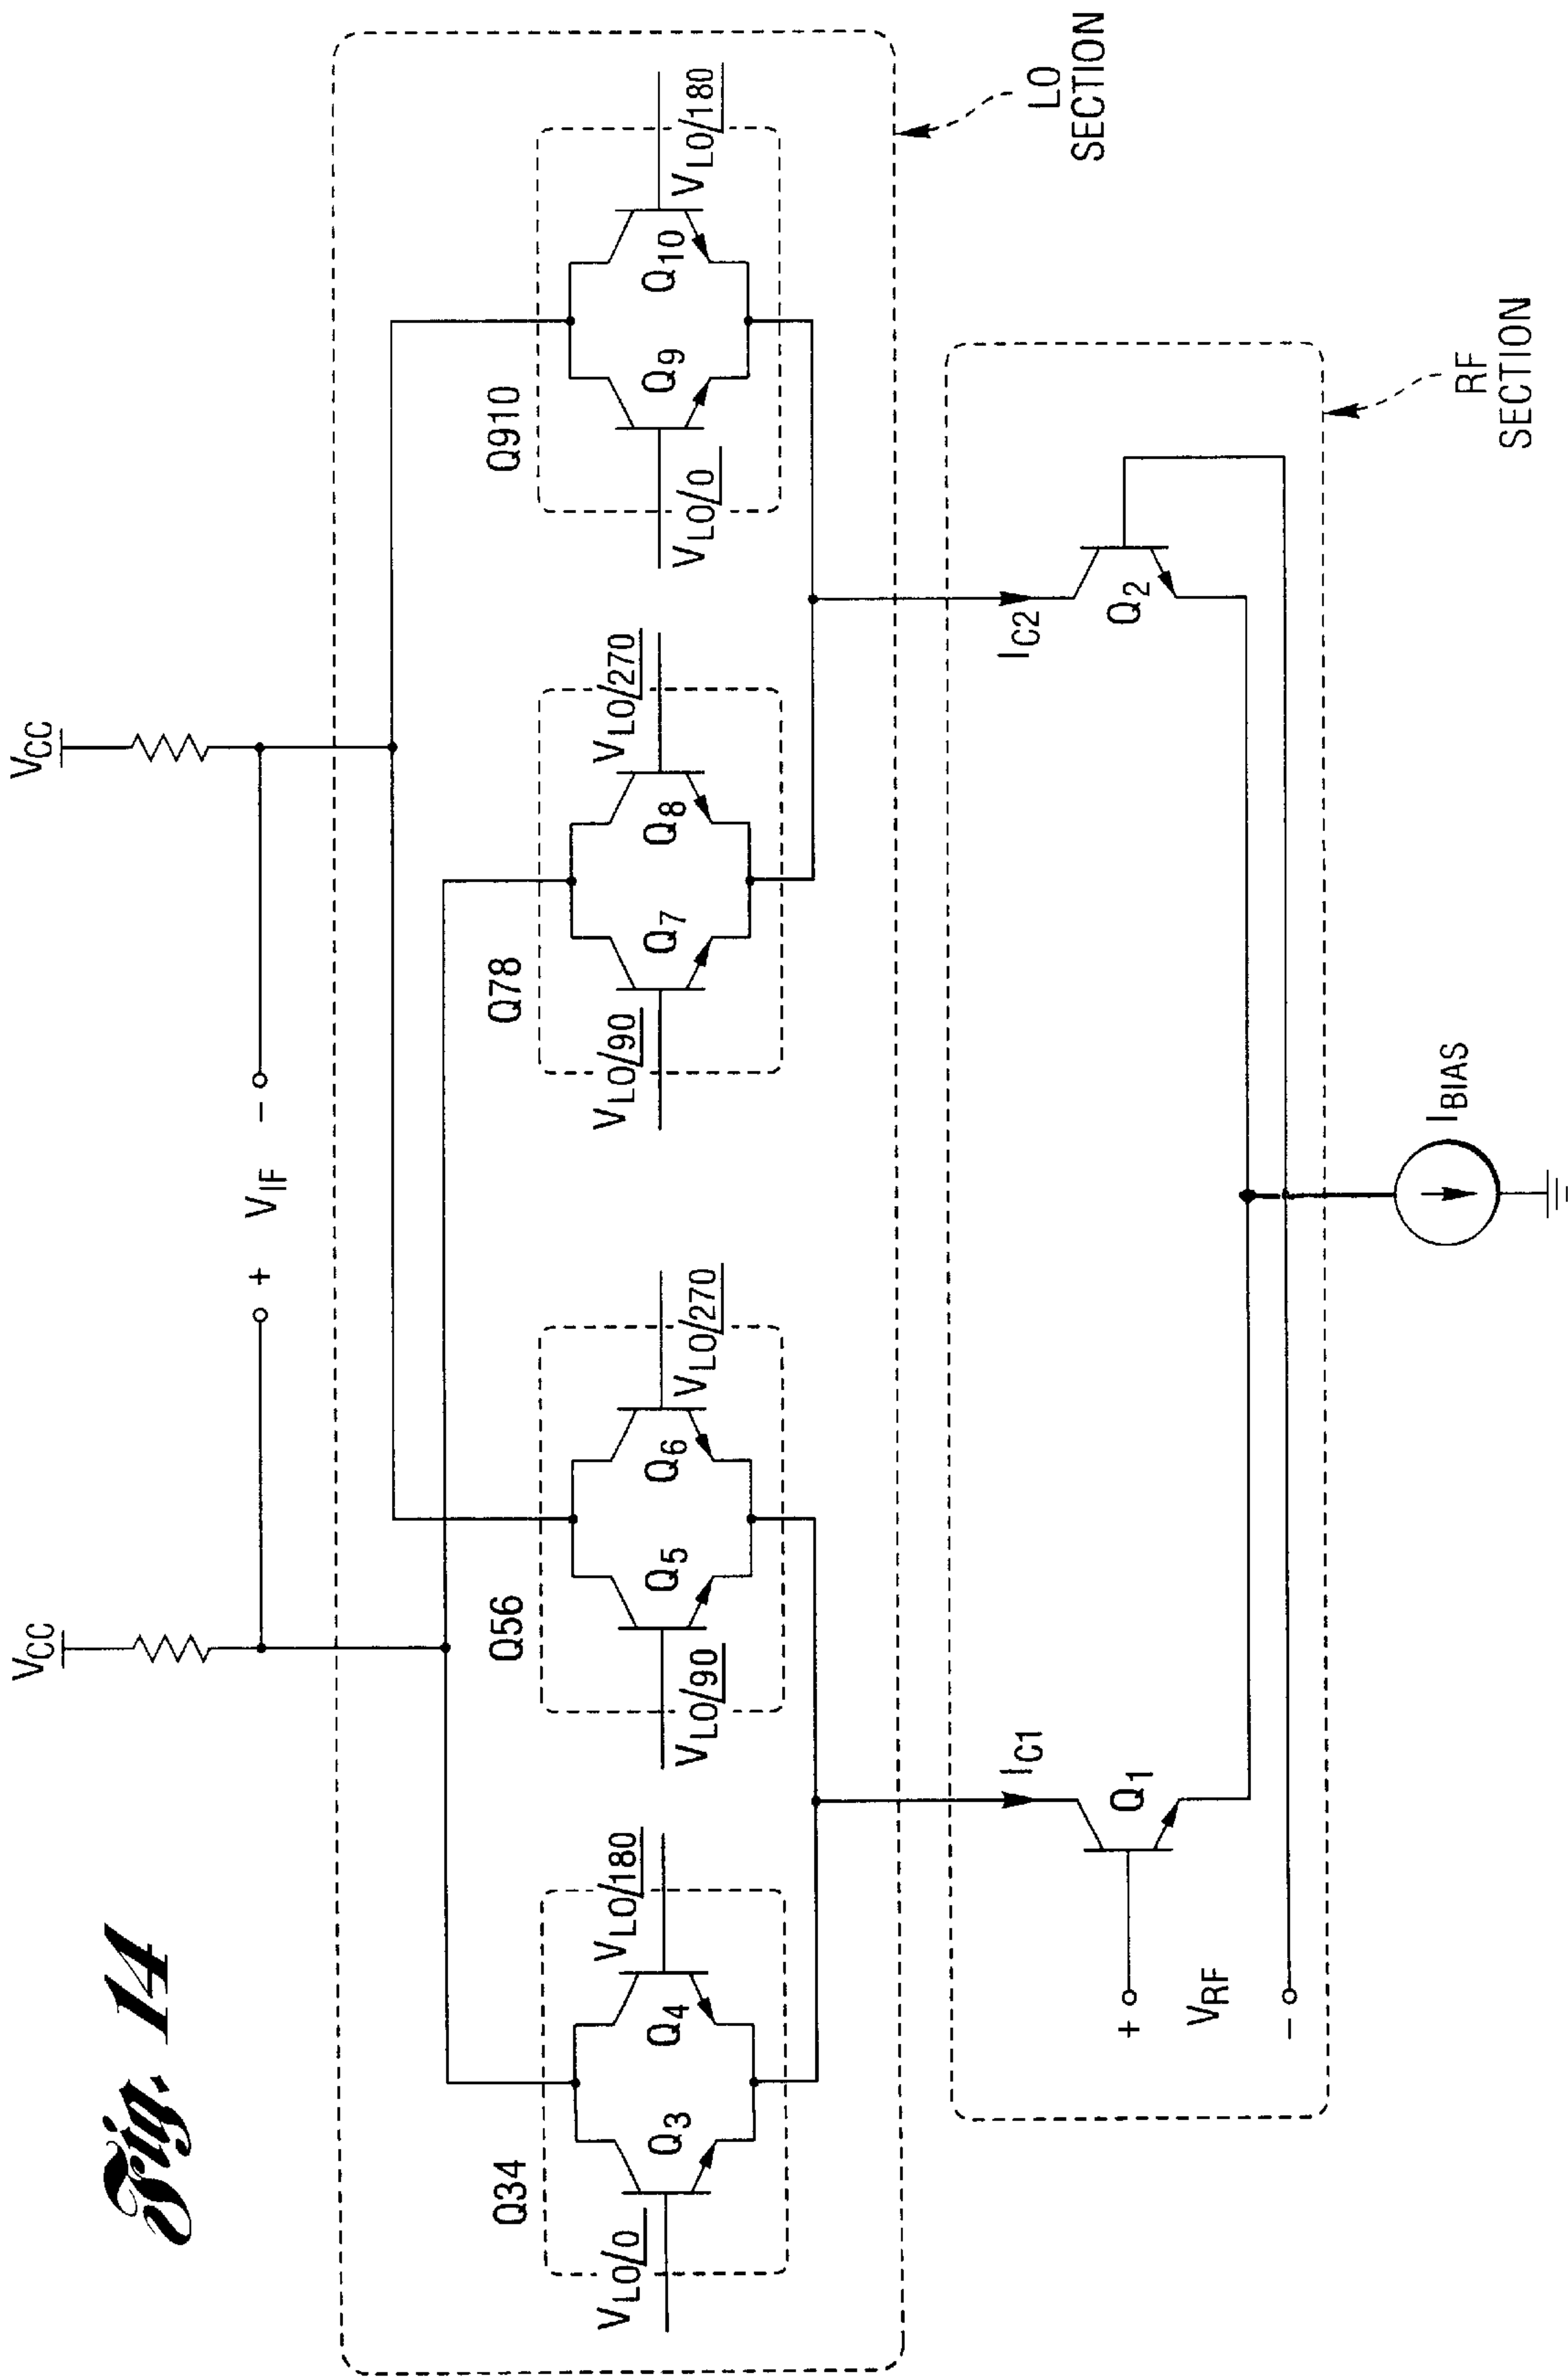 Fig. 14
VCC
VCC
+ VIF -
Q34
Q56
Q78
Q910
VLO/0
Q3
Q4
VLO/180
VLO/90
Q5
Q6
VLO/270
VLO/90
Q7
Q8
VLO/270
VLO/0
Q9
Q10
VLO/180
LO
SECTION
IC1
IC2
Q1
Q2
+
VRF
-
RF
SECTION
IBIAS